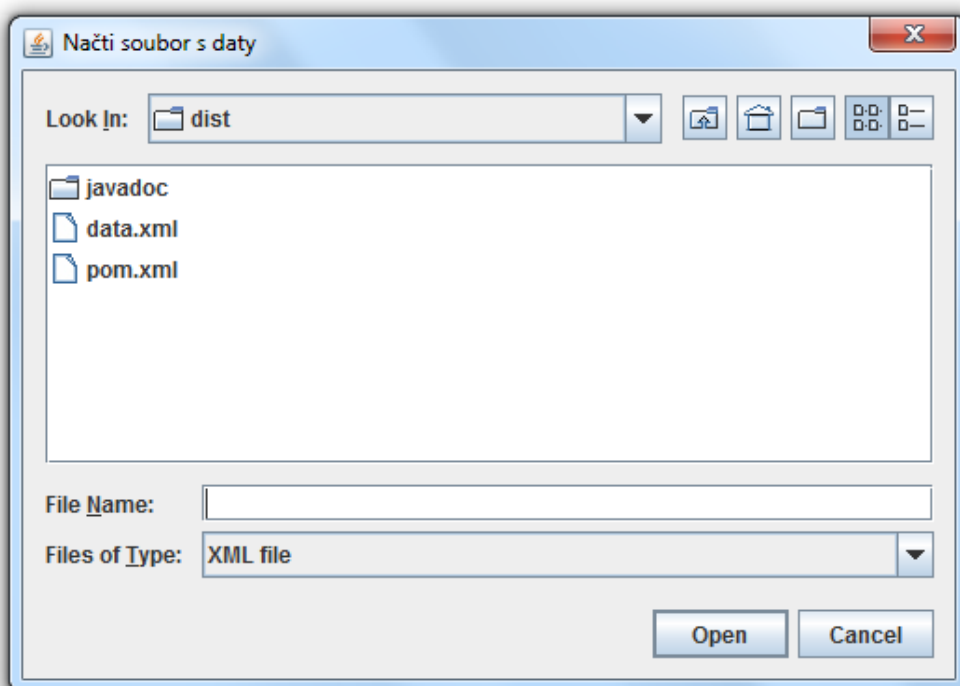 Načti soubor s daty
Look In: dist
javadoc
data.xml
pom.xml
File Name:
Files of Type: XML file
Open Cancel